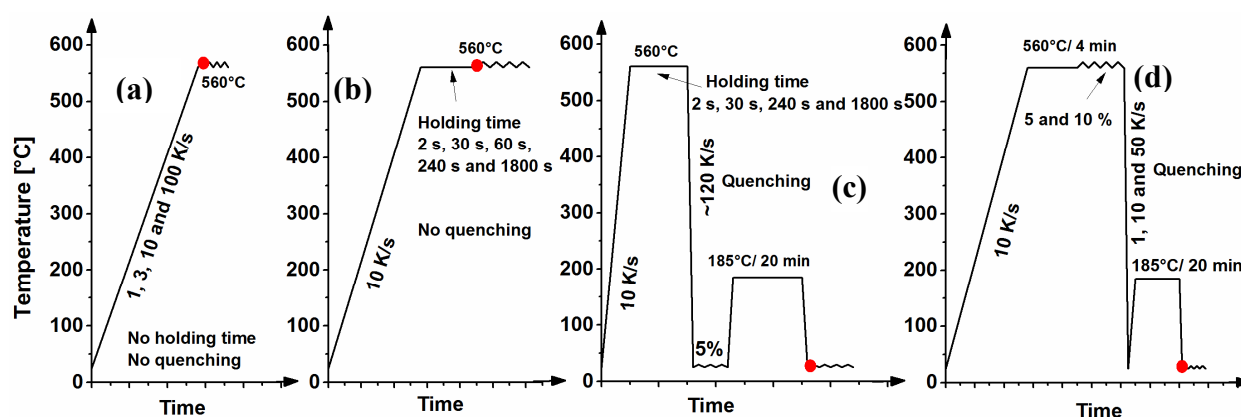 Temperature [°C]
600
500
400
300
200
100
0
(a)
560°C
1, 3, 10 and 100 K/s
No holding time
No quenching
Time
600
500
400
300
200
100
0
(b)
560°C
Holding time
2 s, 30 s, 60 s,
240 s and 1800 s
10 K/s
No quenching
Time
600
500
400
300
200
100
0
560°C
Holding time
2 s, 30 s, 240 s and 1800 s
10 K/s
~120 K/s
Quenching
(c)
185°C/ 20 min
5%
Time
600
500
400
300
200
100
0
560°C/ 4 min
(d)
5 and 10 %
10 K/s
1, 10 and 50 K/s
Quenching
185°C/ 20 min
Time